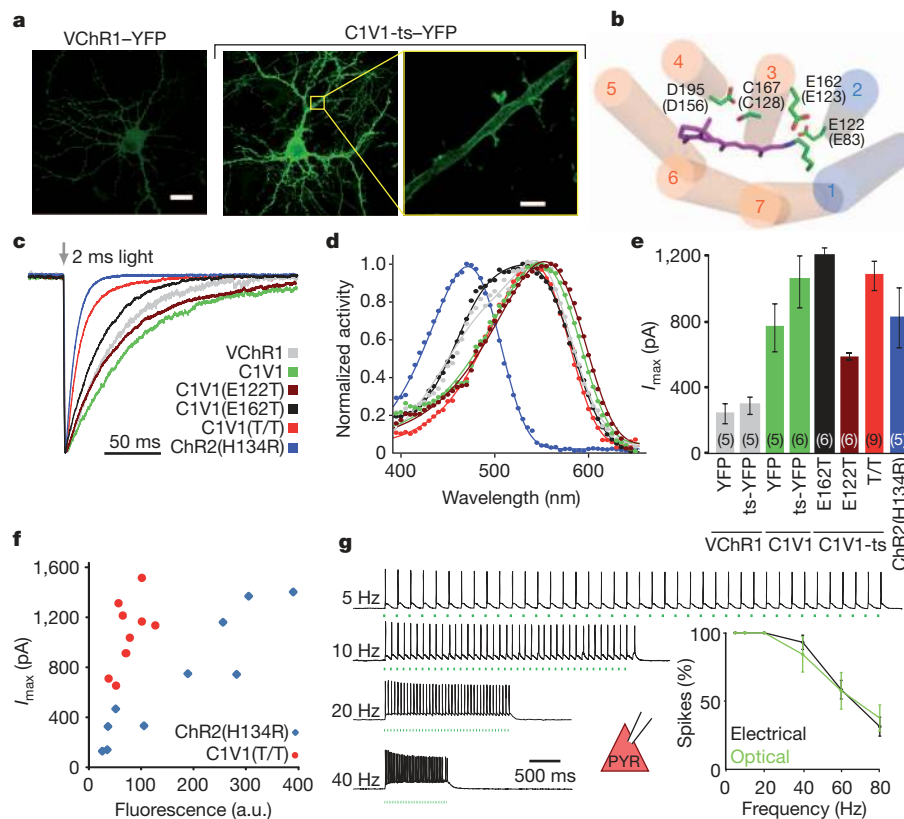 a
VChR1–YFP
C1V1-ts–YFP
b
5
4
3
2
D195
(D156)
C167
(C128)
E162
(E123)
E122
(E83)
6
7
1
c
2 ms light
VChR1
C1V1
C1V1(E122T)
C1V1(E162T)
C1V1(T/T)
ChR2(H134R)
50 ms
d
Normalized activity
1.0
0.8
0.6
0.4
0.2
0
400
500
600
Wavelength (nm)
e
Imax (pA)
1,200
800
400
0
(5)
(5)
(5)
(6)
(6)
(6)
(9)
(5)
YFP
ts-YFP
YFP
ts-YFP
E162T
E122T
T/T
ChR2(H134R)
VChR1
C1V1
C1V1-ts
f
Imax (pA)
1,600
1,200
800
400
0
0
100
200
300
400
Fluorescence (a.u.)
ChR2(H134R)
C1V1(T/T)
g
5 Hz
10 Hz
20 Hz
40 Hz
PYR
500 ms
Spikes (%)
100
50
0
Electrical
Optical
0
20
40
60
80
Frequency (Hz)